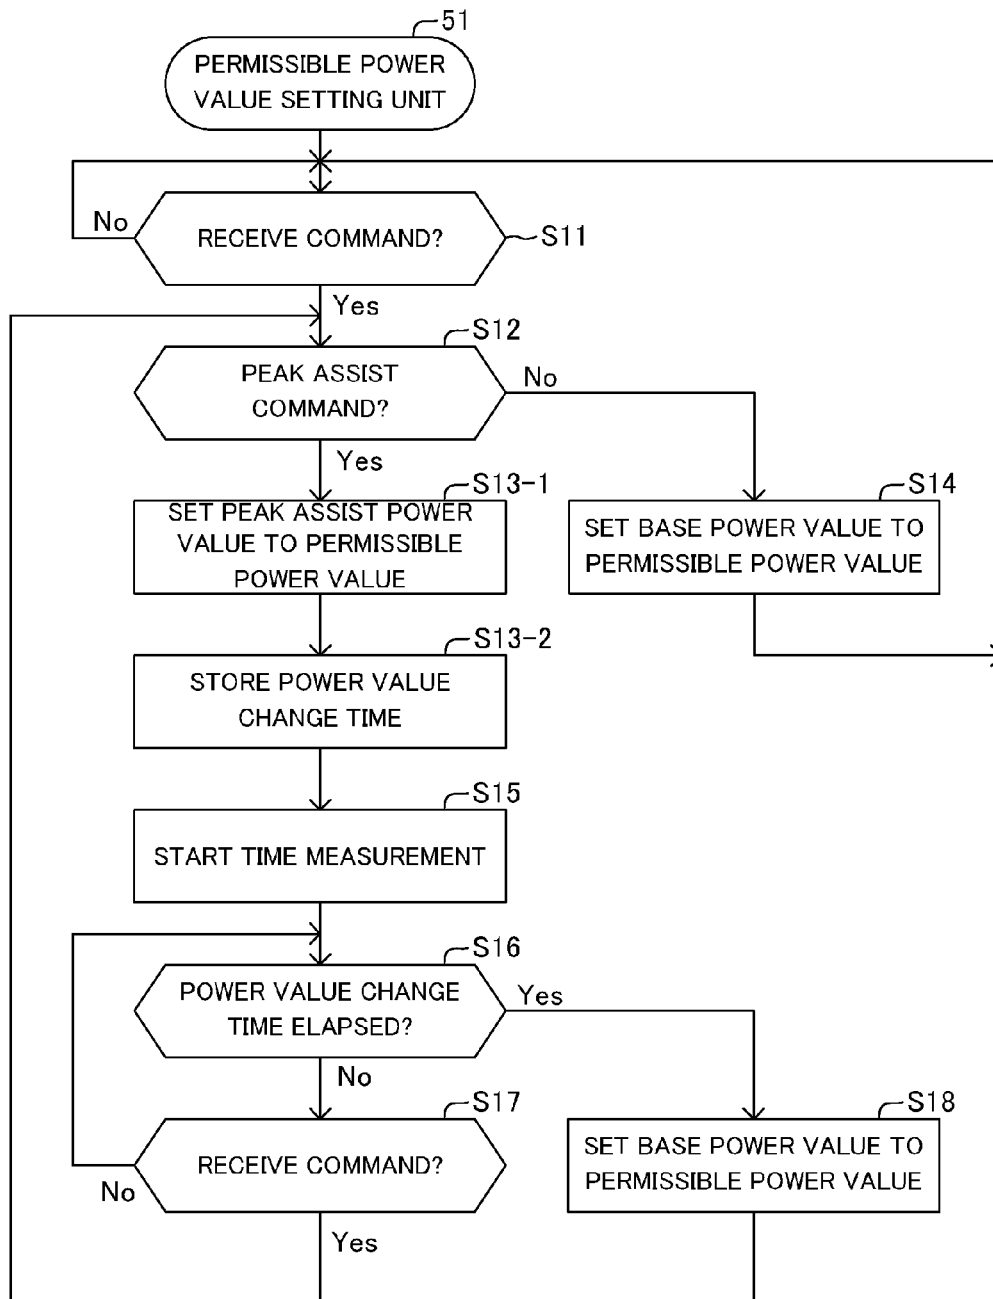 51
PERMISSIBLE POWER
VALUE SETTING UNIT
No
RECEIVE COMMAND?
S11
Yes
S12
PEAK ASSIST
COMMAND?
No
Yes
S13-1
SET PEAK ASSIST POWER
VALUE TO PERMISSIBLE
POWER VALUE
S14
SET BASE POWER VALUE TO
PERMISSIBLE POWER VALUE
S13-2
STORE POWER VALUE
CHANGE TIME
S15
START TIME MEASUREMENT
S16
POWER VALUE CHANGE
TIME ELAPSED?
Yes
No
S17
RECEIVE COMMAND?
No
Yes
S18
SET BASE POWER VALUE TO
PERMISSIBLE POWER VALUE